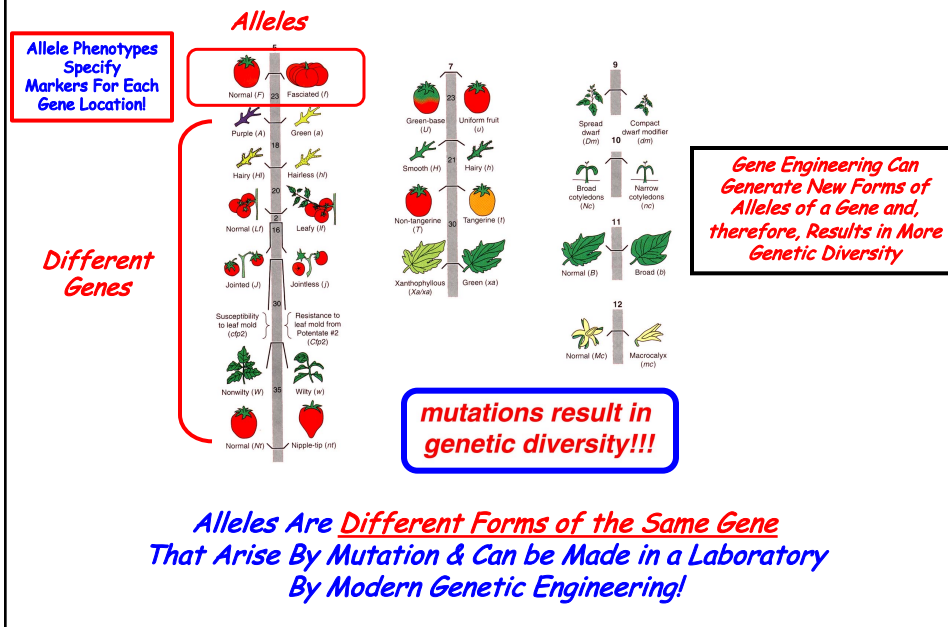 Alleles
Allele Phenotypes
Specify
Markers For Each
Gene Location!
5
Normal (F)
Fasciated (f)
23
Purple (A)
Green (a)
18
Hairy (Hl)
Hairless (hl)
20
Normal (Lf)
Leafy (lf)
2
16
Jointed (J)
Jointless (j)
30
Susceptibility
to leaf mold
(cfp2)
Resistance to
leaf mold from
Potentate #2
(Cfp2)
Nonwilty (W)
Wilty (w)
35
Normal (Nt)
Nipple-tip (nt)
Different
Genes
7
23
Green-base
(U)
Uniform fruit
(u)
21
Smooth (H)
Hairy (h)
Non-tangerine
(T)
Tangerine (t)
30
Xanthophyllous
(Xa/xa)
Green (xa)
9
Spread
dwarf
(Dm)
Compact
dwarf modifier
(dm)
10
Broad
cotyledons
(Nc)
Narrow
cotyledons
(nc)
11
Normal (B)
Broad (b)
12
Normal (Mc)
Macrocalyx
(mc)
Gene Engineering Can
Generate New Forms of
Alleles of a Gene and,
therefore, Results in More
Genetic Diversity
mutations result in
genetic diversity!!!
Alleles Are Different Forms of the Same Gene
That Arise By Mutation & Can be Made in a Laboratory
By Modern Genetic Engineering!